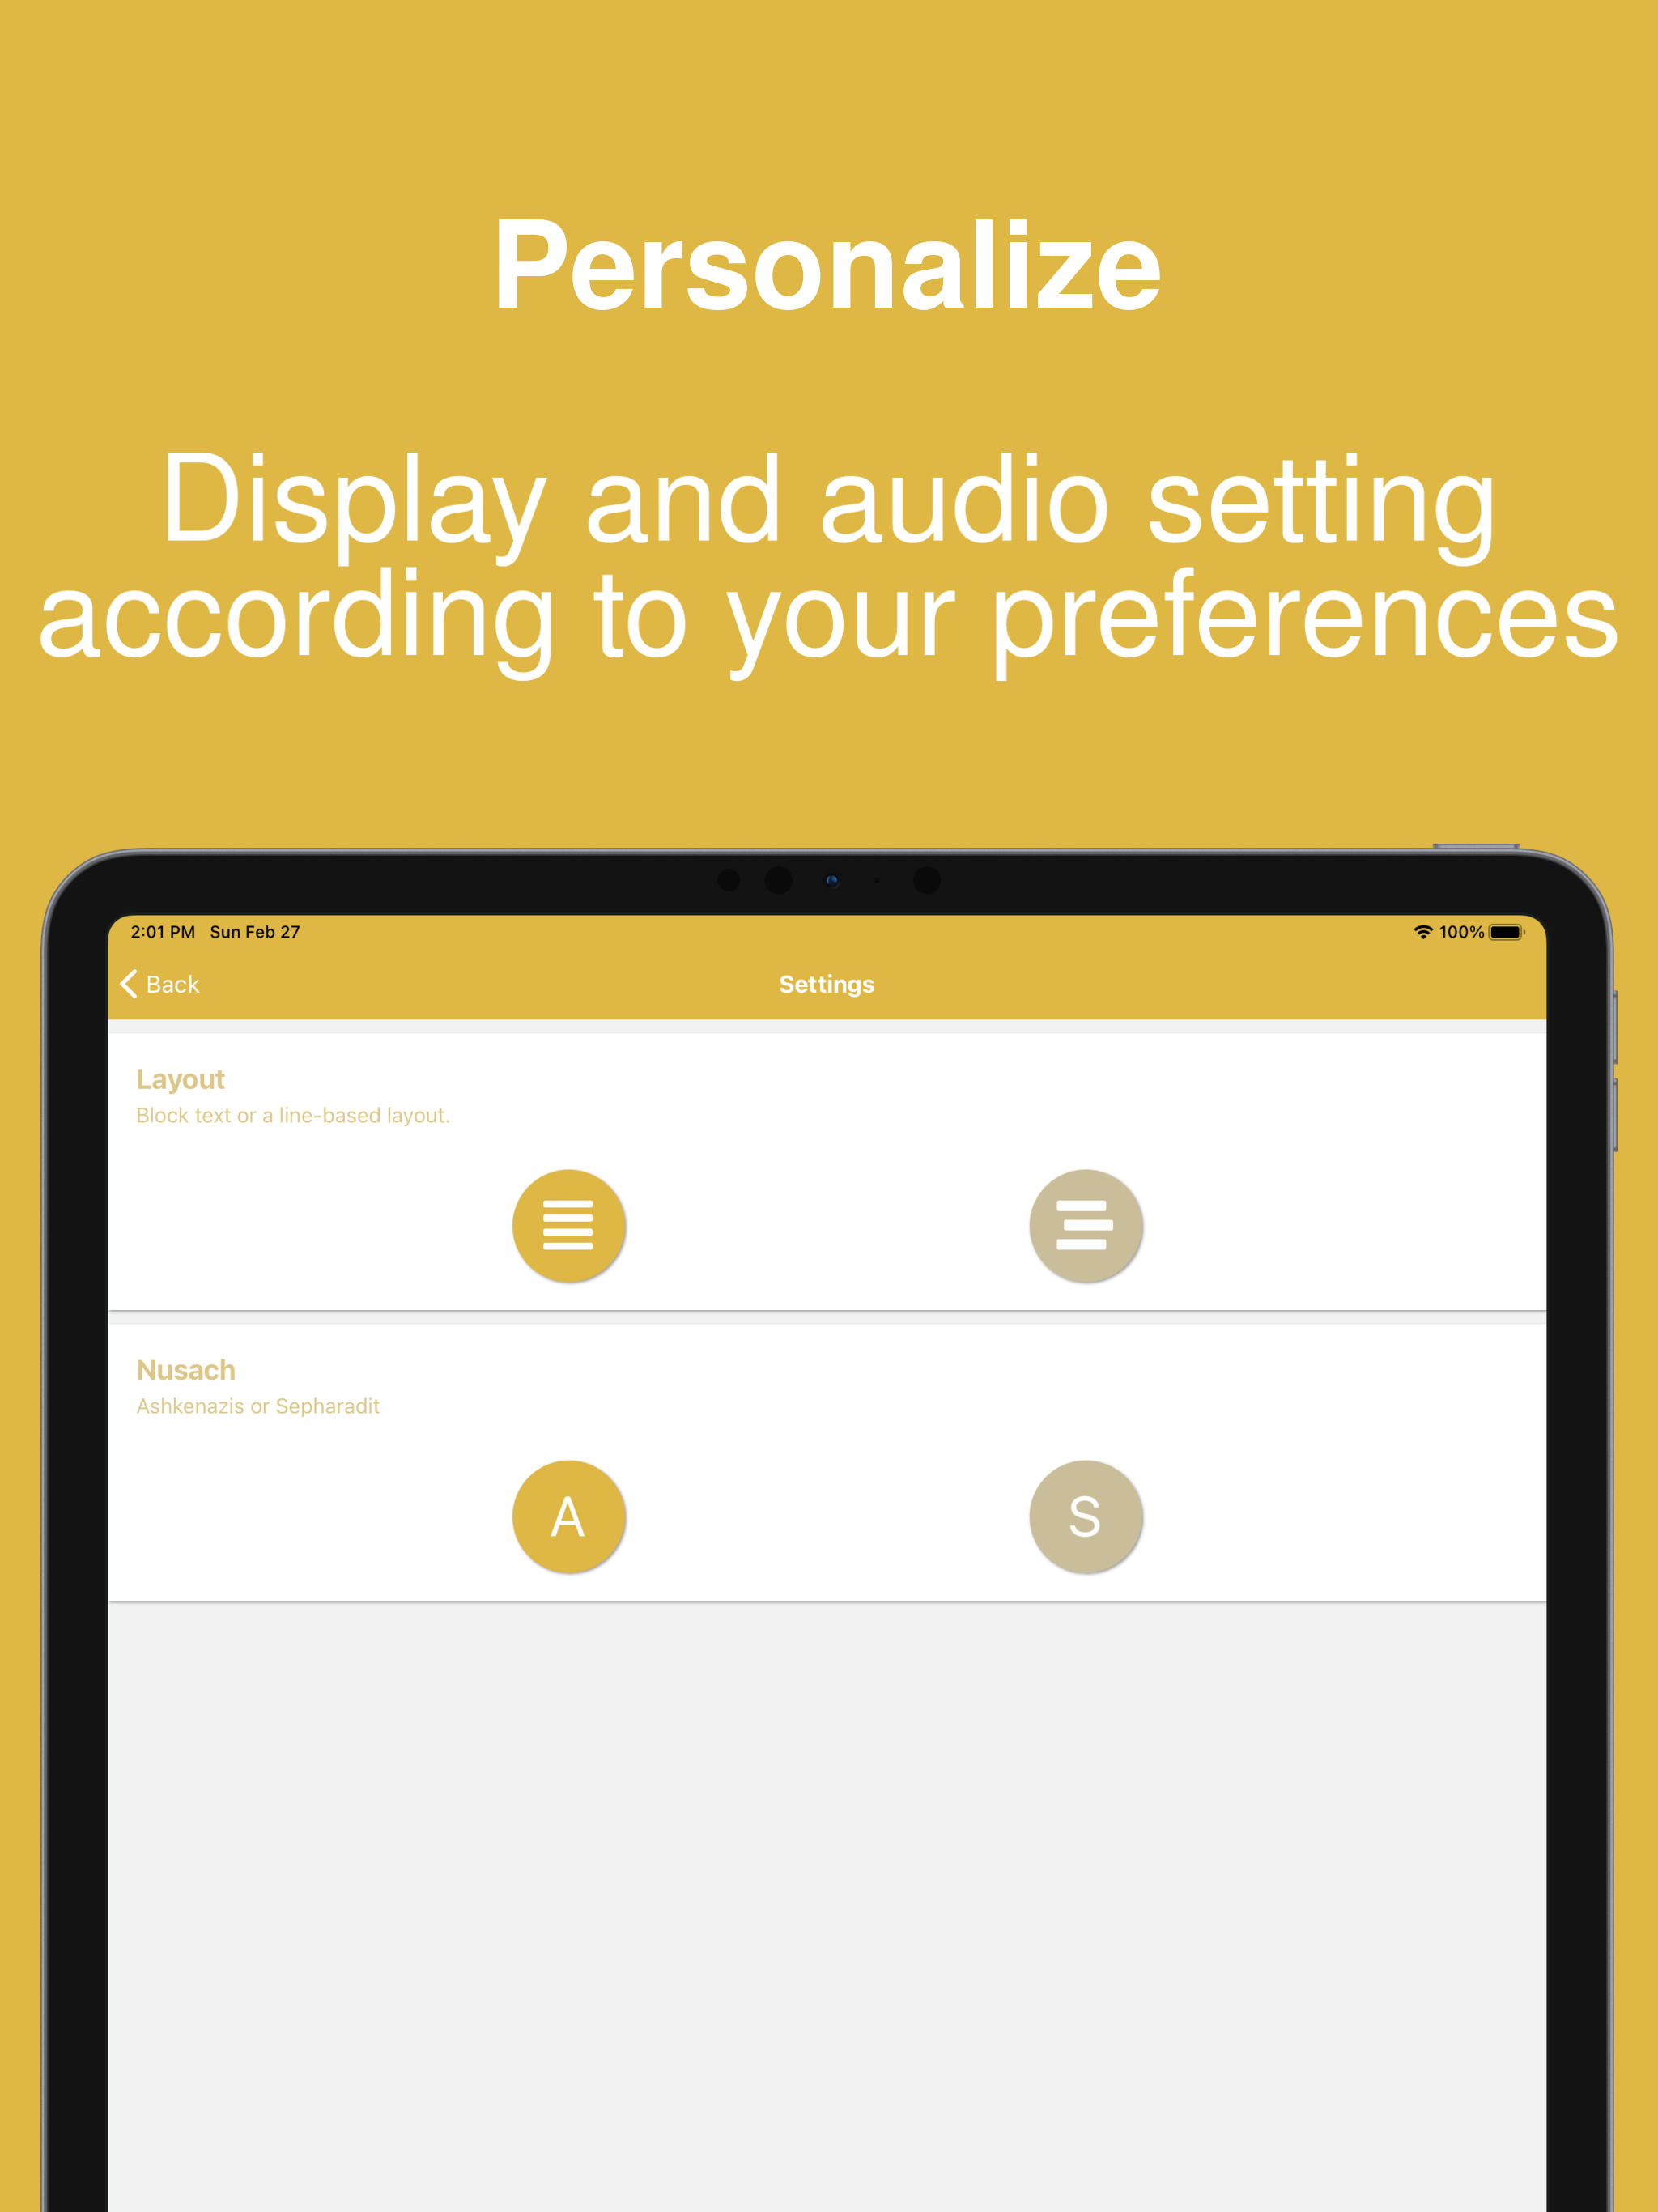 Personalize
Display and audio setting
according to your preferences
2:01 PM Sun Feb 27 100%
Back Settings
Layout
Block text or a line-based layout.
Nusach
Ashkenazis or Sepharadit
A S